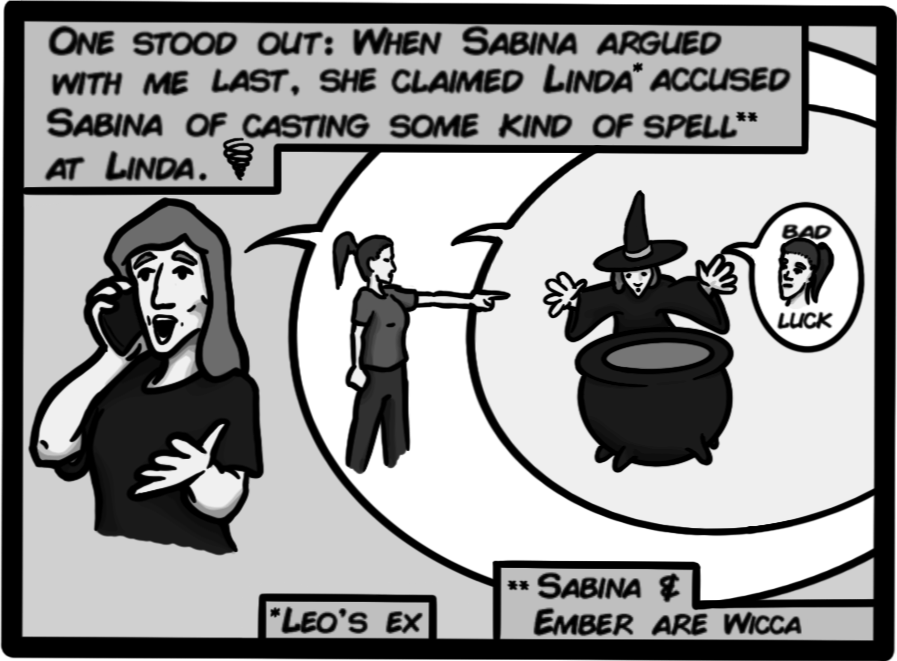 ONE STOOD OUT: WHEN SABINA ARGUED
WITH ME LAST, SHE CLAIMED LINDA* ACCUSED
SABINA OF CASTING SOME KIND OF SPELL**
AT LINDA.
BAD
LUCK
*LEO'S EX
** SABINA &
EMBER ARE WICCA